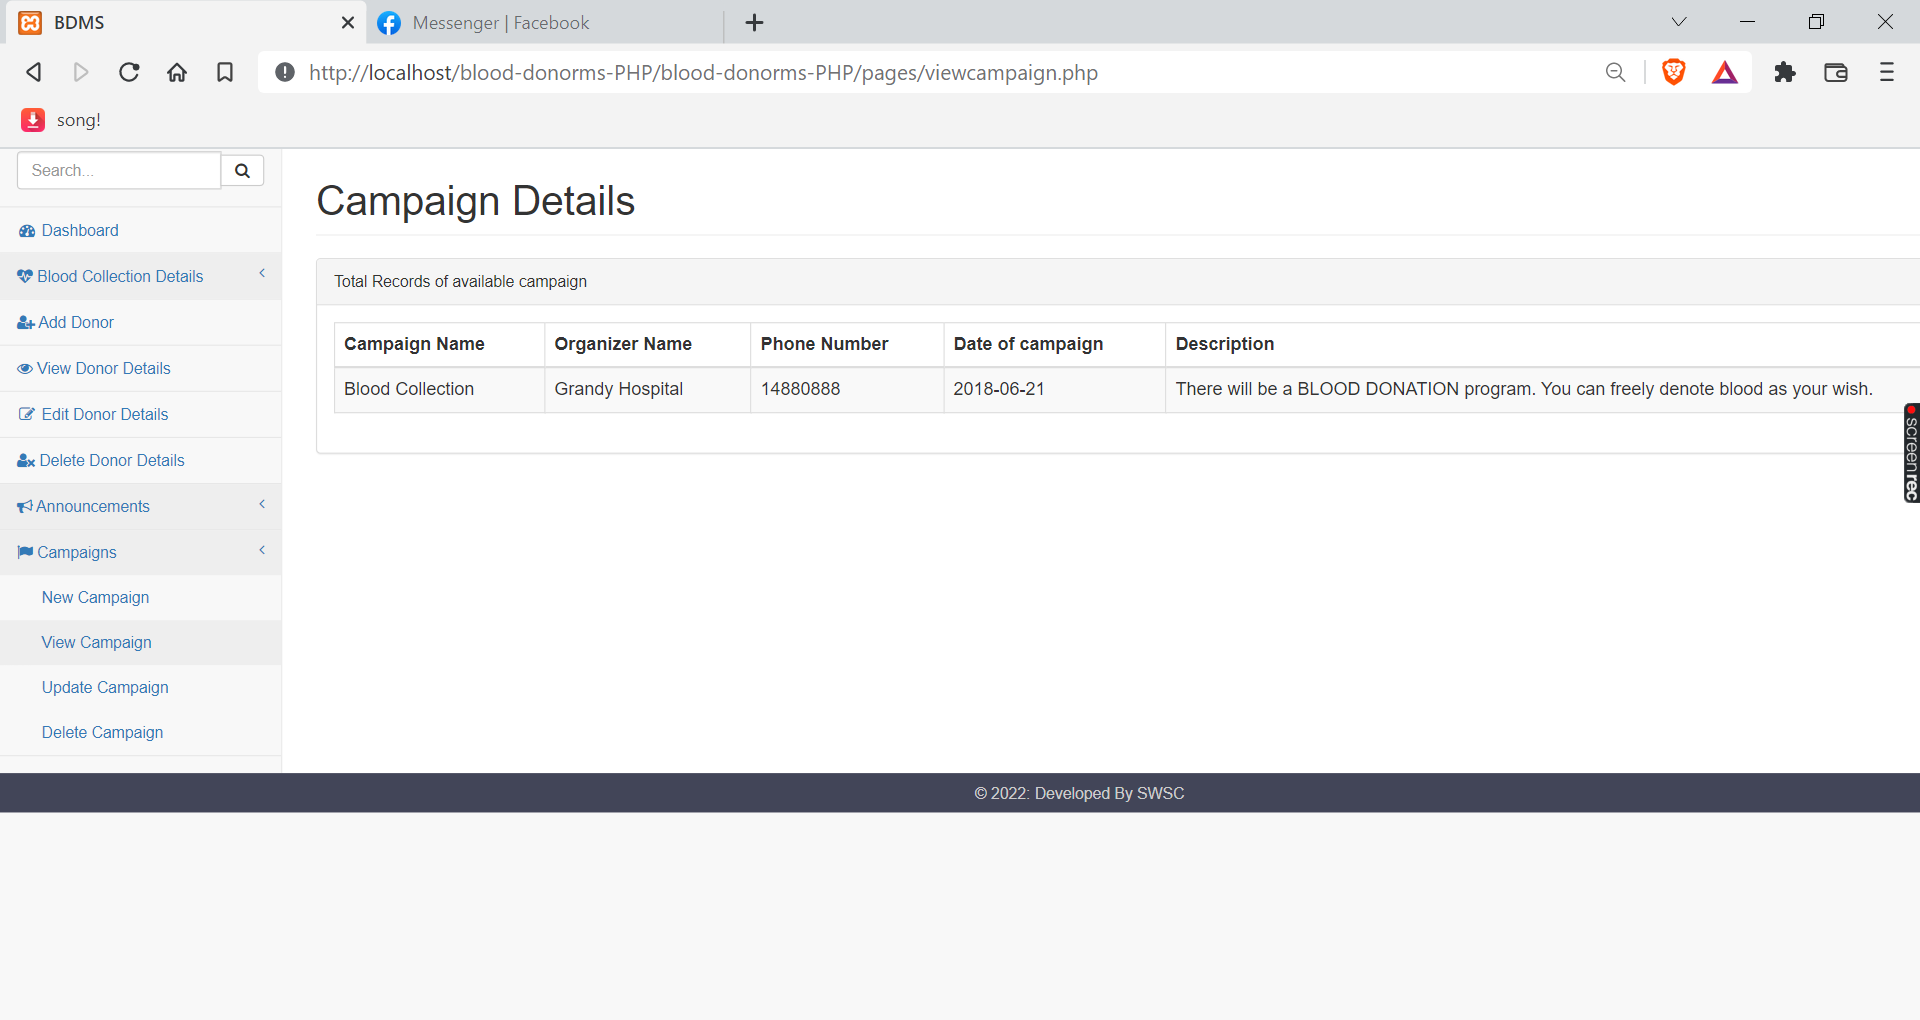 BDMS
Messenger | Facebook
http://localhost/blood-donorms-PHP/blood-donorms-PHP/pages/viewcampaign.php
song!
Search...
Dashboard
Blood Collection Details
Add Donor
View Donor Details
Edit Donor Details
Delete Donor Details
Announcements
Campaigns
New Campaign
View Campaign
Update Campaign
Delete Campaign
Campaign Details
Total Records of available campaign
Campaign Name Organizer Name Phone Number Date of campaign Description
Blood Collection Grandy Hospital 14880888 2018-06-21 There will be a BLOOD DONATION program. You can freely denote blood as your wish.
screenrec
© 2022: Developed By SWSC